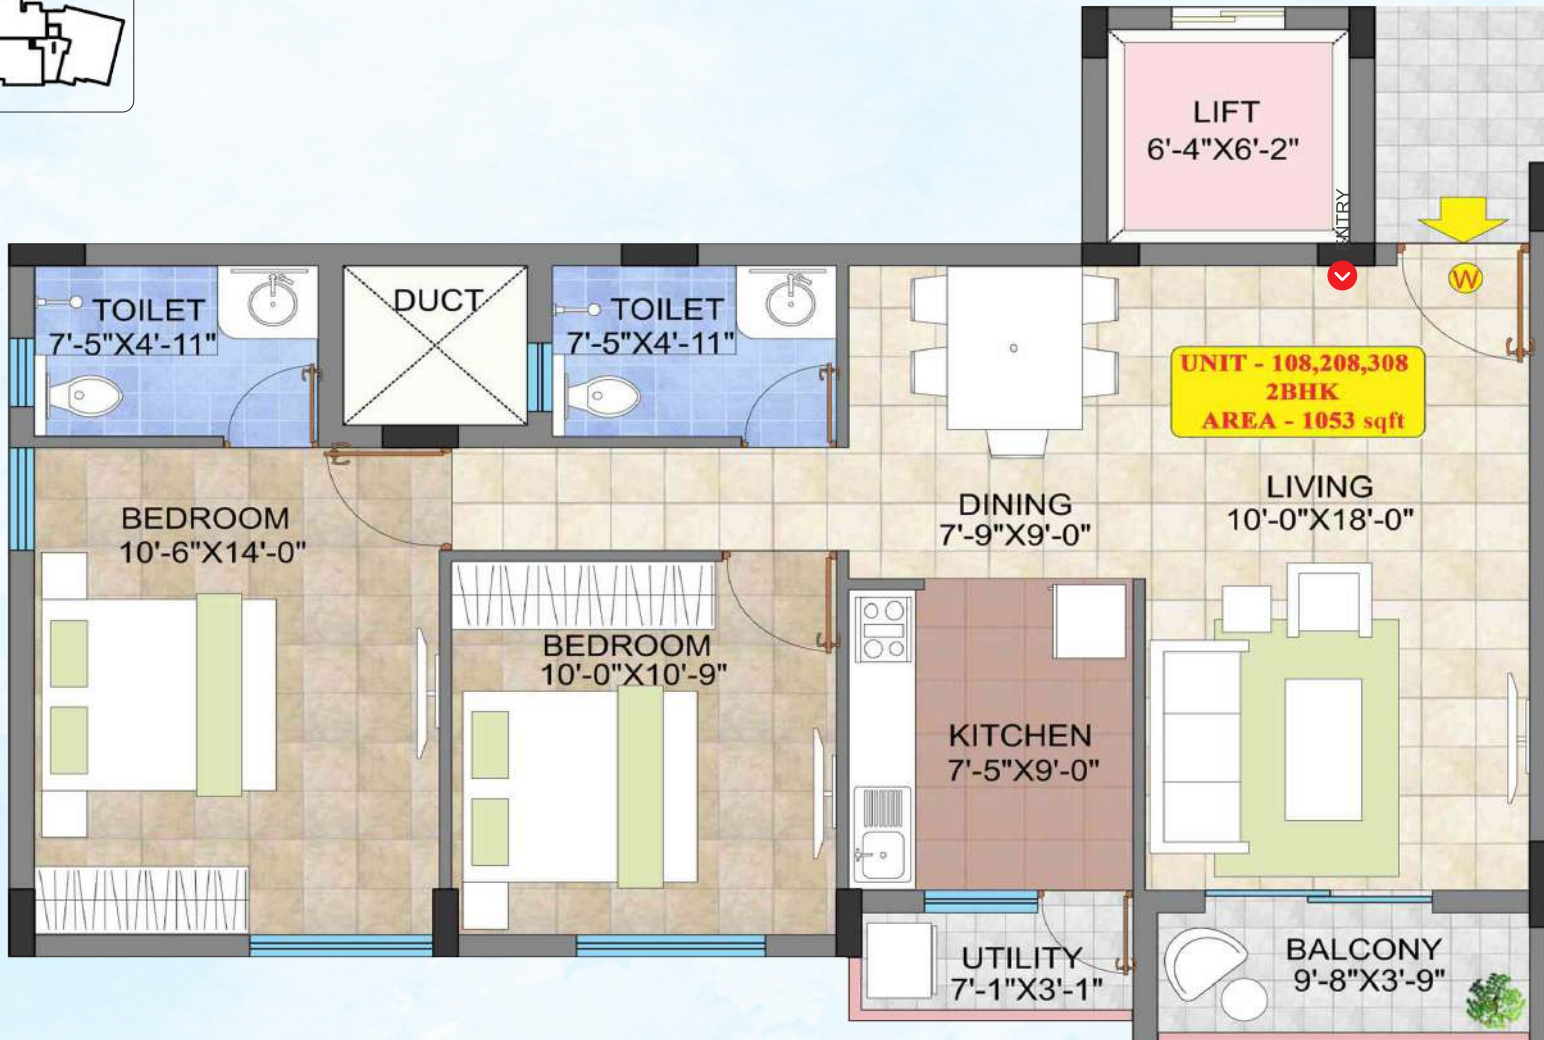 LIFT
6'-4"X6'-2"
NTRY
W
TOILET
7'-5"X4'-11"
DUCT
TOILET
7'-5"X4'-11"
UNIT - 108,208,308
2BHK
AREA - 1053 sqft
BEDROOM
10'-6"X14'-0"
DINING
7'-9"X9'-0"
LIVING
10'-0"X18'-0"
BEDROOM
10'-0"X10'-9"
KITCHEN
7'-5"X9'-0"
UTILITY
7'-1"X3'-1"
BALCONY
9'-8"X3'-9"